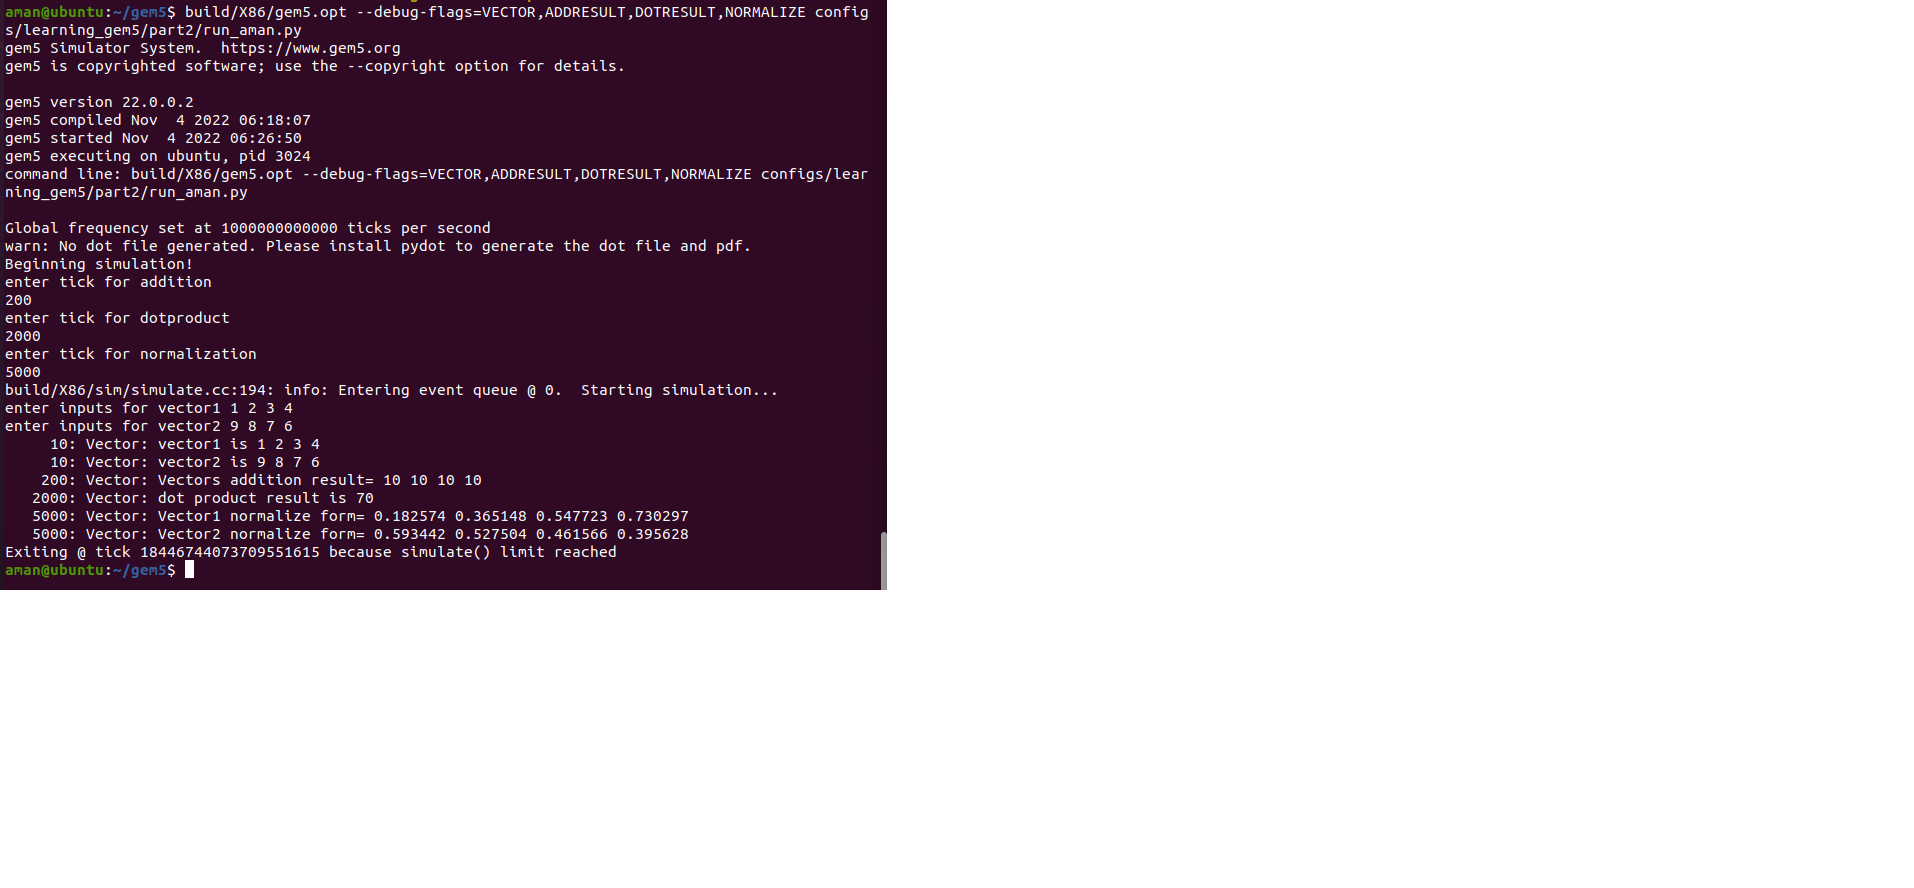 aman@ubuntu:~/gem5$ build/X86/gem5.opt --debug-flags=VECTOR,ADDRESULT,DOTRESULT,NORMALIZE config
s/learning_gem5/part2/run_aman.py
gem5 Simulator System.  https://www.gem5.org
gem5 is copyrighted software; use the --copyright option for details.

gem5 version 22.0.0.2
gem5 compiled Nov  4 2022 06:18:07
gem5 started Nov  4 2022 06:26:50
gem5 executing on ubuntu, pid 3024
command line: build/X86/gem5.opt --debug-flags=VECTOR,ADDRESULT,DOTRESULT,NORMALIZE configs/lear
ning_gem5/part2/run_aman.py

Global frequency set at 1000000000000 ticks per second
warn: No dot file generated. Please install pydot to generate the dot file and pdf.
Beginning simulation!
enter tick for addition
200
enter tick for dotproduct
2000
enter tick for normalization
5000
build/X86/sim/simulate.cc:194: info: Entering event queue @ 0.  Starting simulation...
enter inputs for vector1 1 2 3 4
enter inputs for vector2 9 8 7 6
     10: Vector: vector1 is 1 2 3 4
     10: Vector: vector2 is 9 8 7 6
    200: Vector: Vectors addition result= 10 10 10 10
   2000: Vector: dot product result is 70
   5000: Vector: Vector1 normalize form= 0.182574 0.365148 0.547723 0.730297
   5000: Vector: Vector2 normalize form= 0.593442 0.527504 0.461566 0.395628
Exiting @ tick 18446744073709551615 because simulate() limit reached
aman@ubuntu:~/gem5$